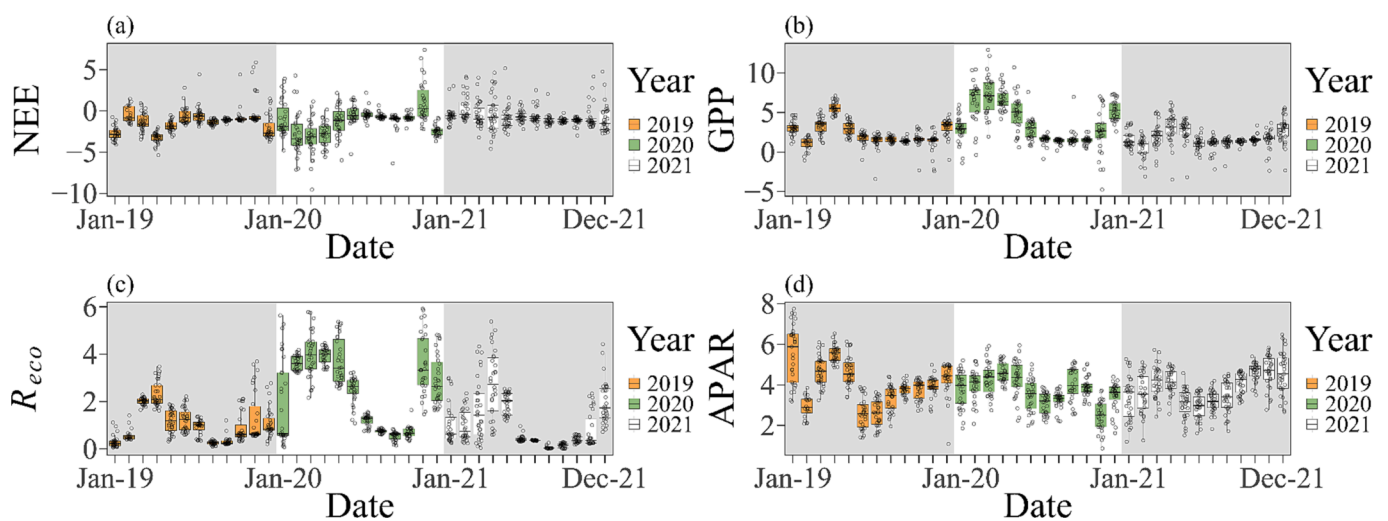 (a)
NEE
5
0
−5
−10
Jan-19 Jan-20 Jan-21 Dec-21
Date
Year
2019
2020
2021
(b)
GPP
10
5
0
−5
Jan-19 Jan-20 Jan-21 Dec-21
Date
Year
2019
2020
2021
(c)
R eco
6
4
2
0
Jan-19 Jan-20 Jan-21 Dec-21
Date
Year
2019
2020
2021
(d)
APAR
8
6
4
2
Jan-19 Jan-20 Jan-21 Dec-21
Date
Year
2019
2020
2021